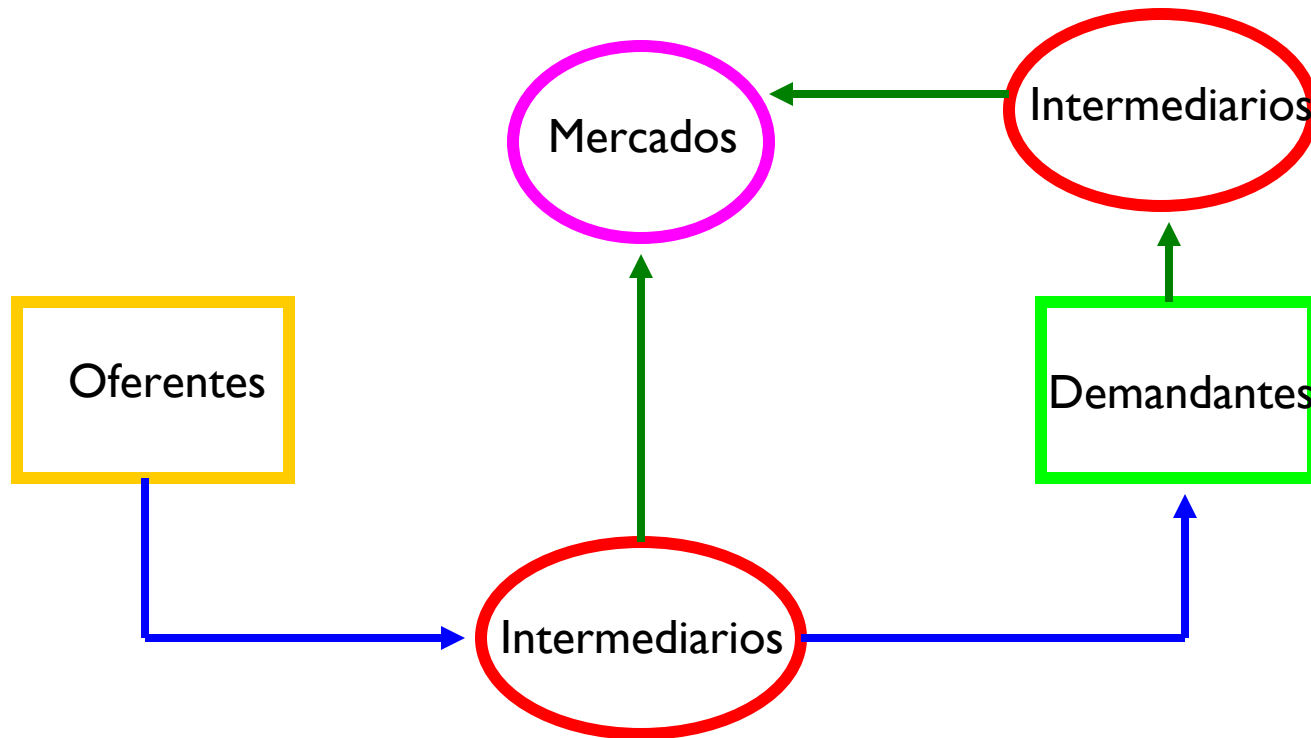 Intermediarios
Mercados
Oferentes
Demandantes
Intermediarios